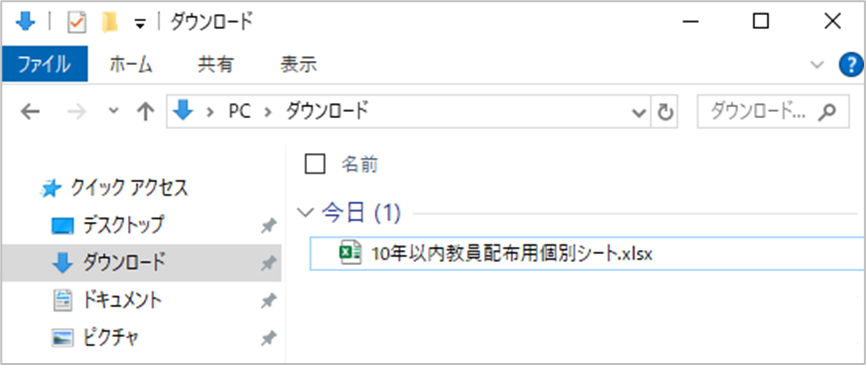 ダウンロード
ファイル ホーム 共有 表示
PC ダウンロード ダウンロード...
名前
クイック アクセス
デスクトップ
ダウンロード
ドキュメント
ピクチャ
今日 (1)
10年以内教員配布用個別シート.xlsx